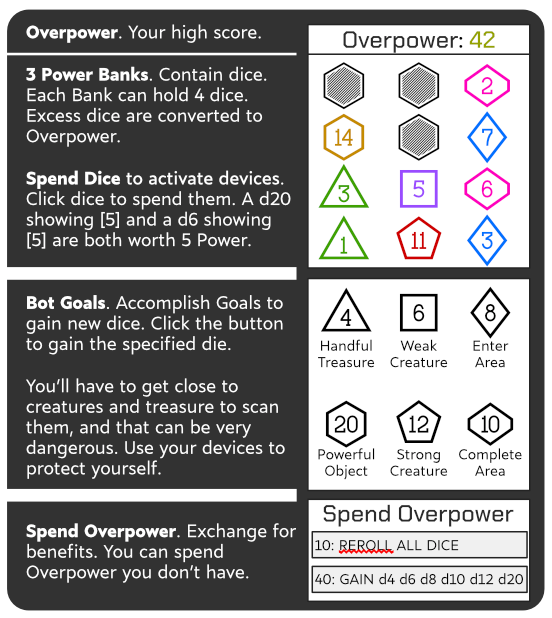 Overpower. Your high score.
3 Power Banks. Contain dice.
Each Bank can hold 4 dice.
Excess dice are converted to
Overpower.
Spend Dice to activate devices.
Click dice to spend them. A d20
showing [5] and a d6 showing
[5] are both worth 5 Power.
Overpower: 42
2
14
7
3
5
6
1
11
3
Bot Goals. Accomplish Goals to
gain new dice. Click the button
to gain the specified die.
You’ll have to get close to
creatures and treasure to scan
them, and that can be very
dangerous. Use your devices to
protect yourself.
4
6
8
Handful
Treasure
Weak
Creature
Enter
Area
20
12
10
Powerful
Object
Strong
Creature
Complete
Area
Spend Overpower. Exchange for
benefits. You can spend
Overpower you don’t have.
Spend Overpower
10: REROLL ALL DICE
40: GAIN d4 d6 d8 d10 d12 d20